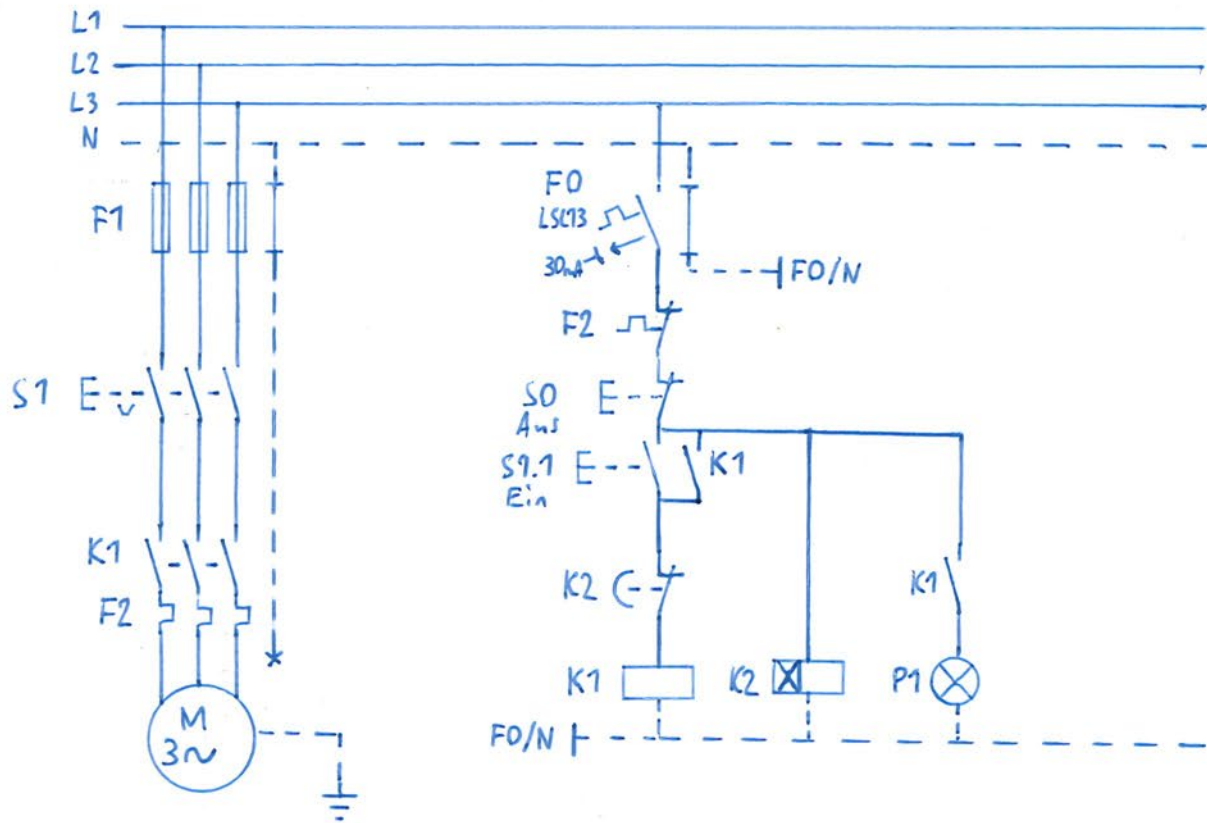 L1
L2
L3
N
F1
F0
LSC13
30mA
F0/N
F2
S1
S0
Aus
S1.1
Ein
K1
K1
F2
K2
K1
M
3~
K1
K2
P1
F0/N